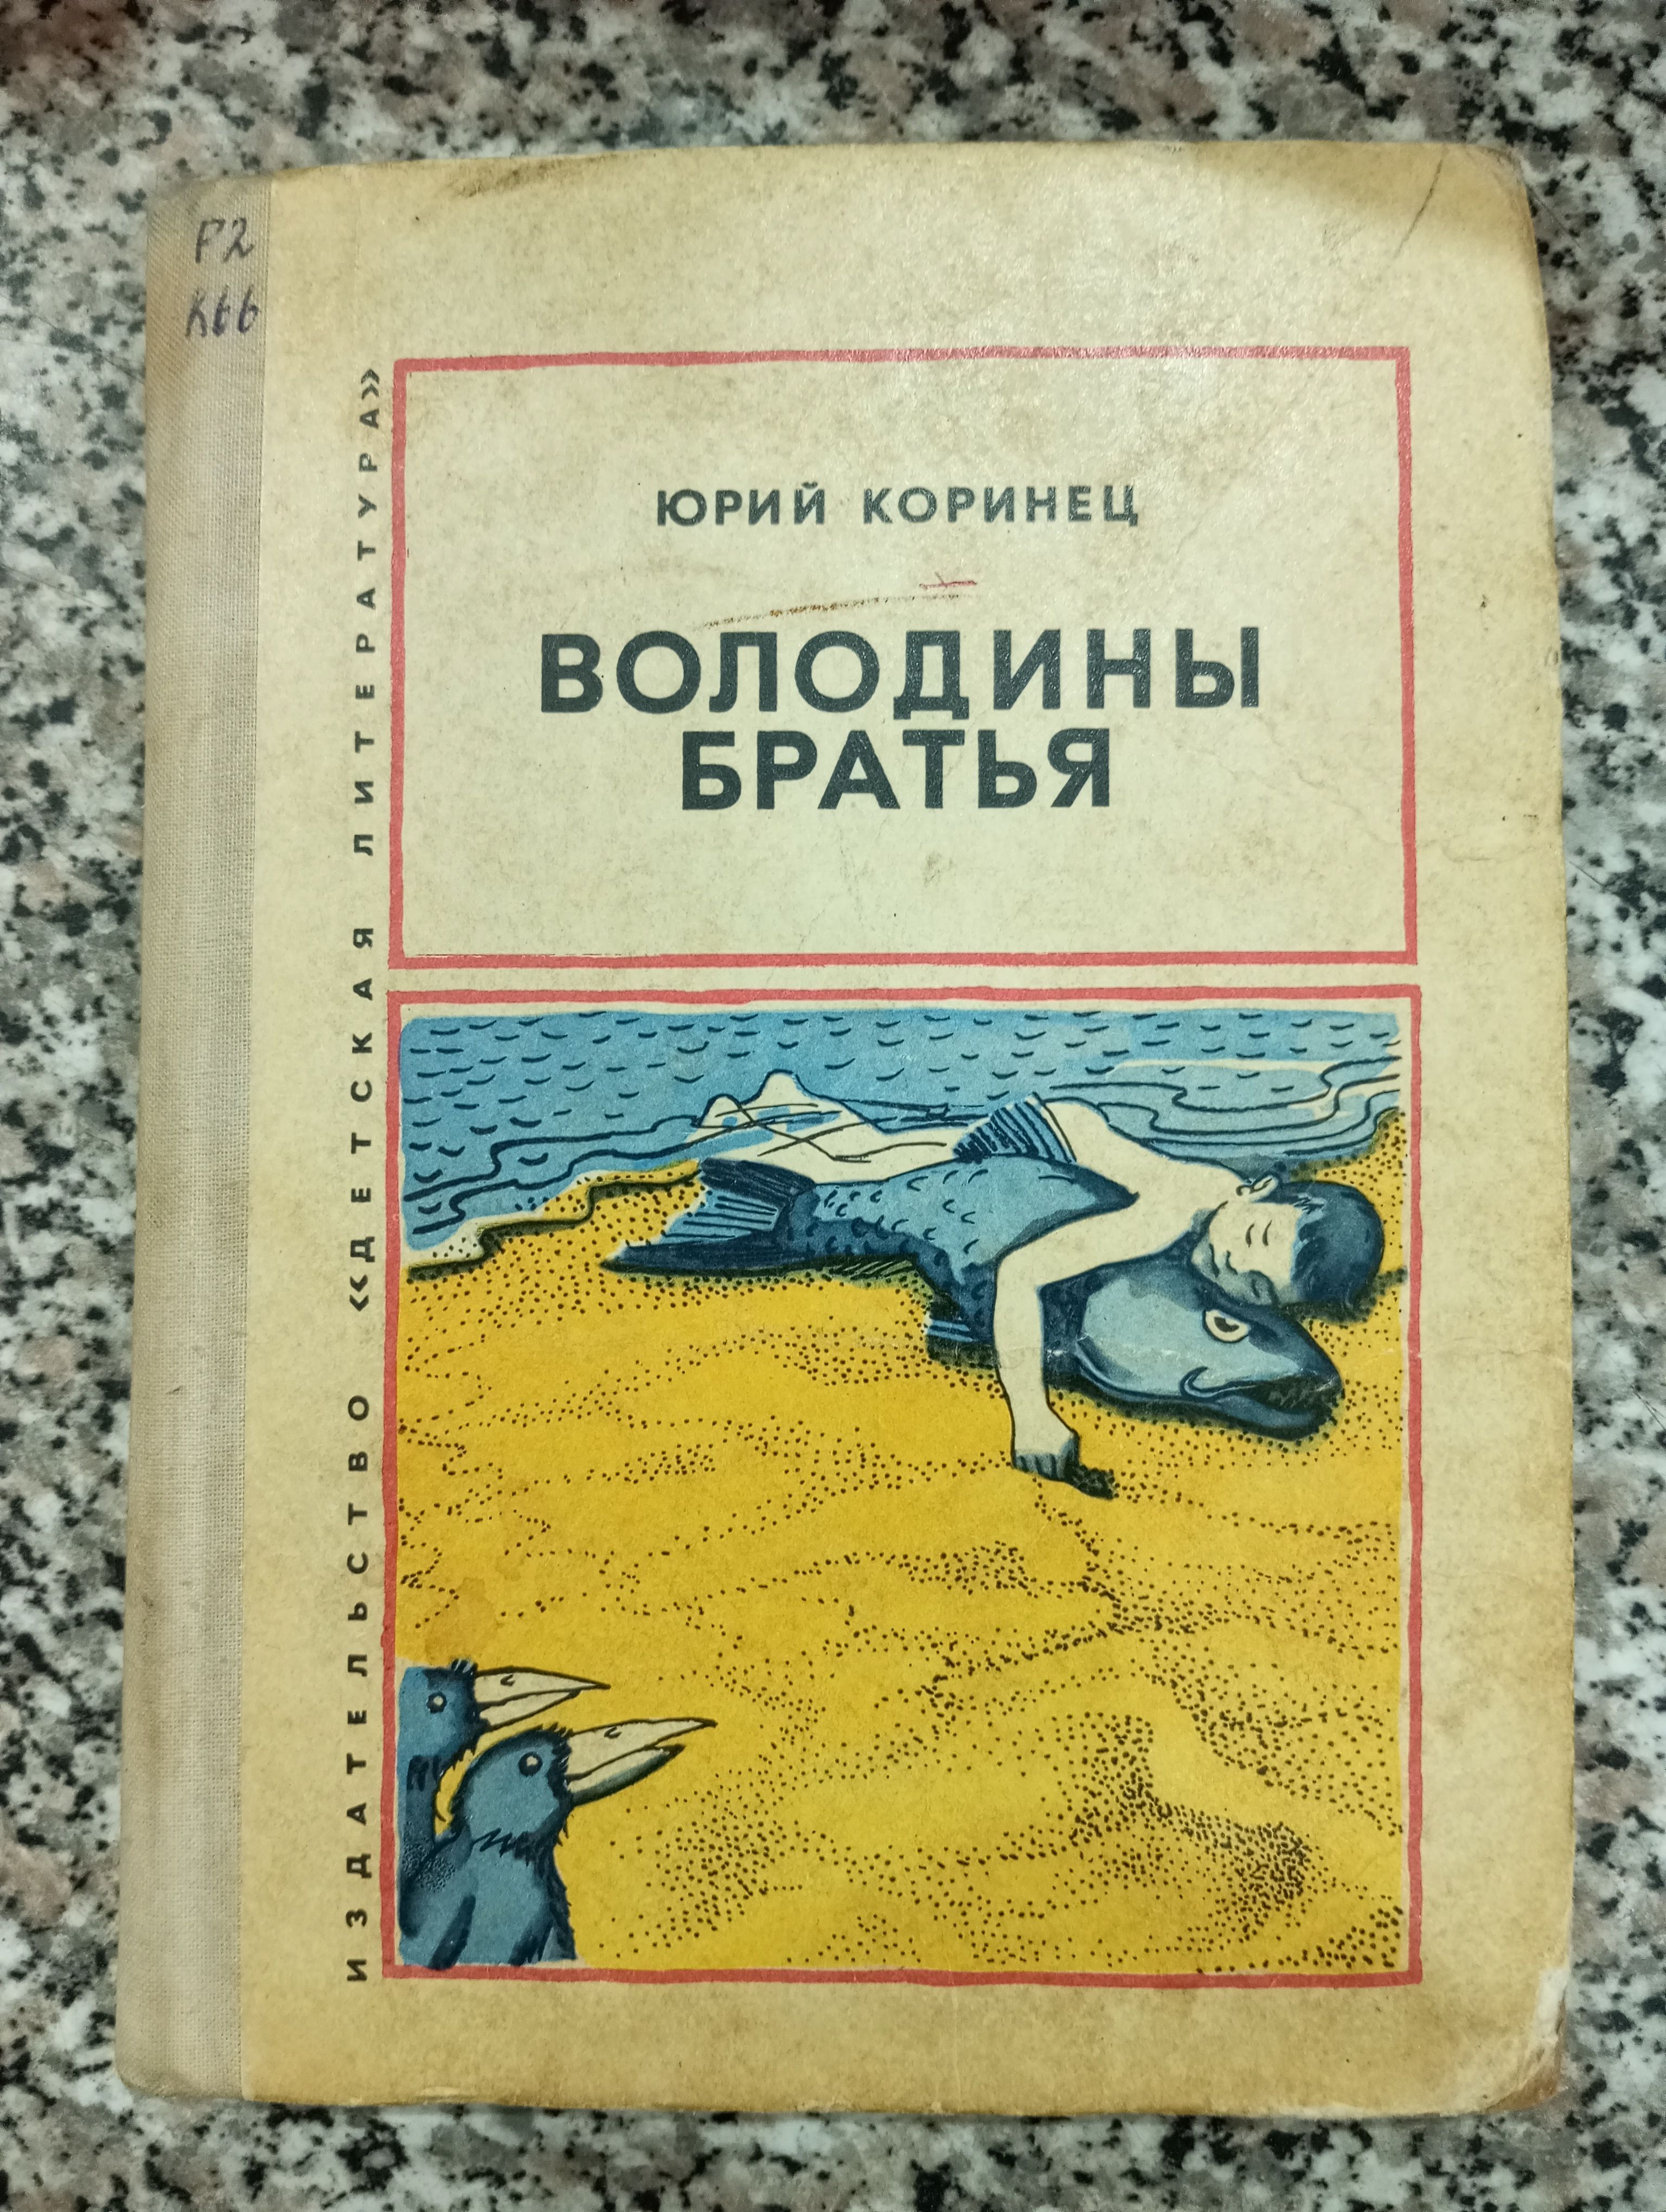 Р2
К66
ЮРИЙ КОРИНЕЦ
ВОЛОДИНЫ
БРАТЬЯ
ИЗДАТЕЛЬСТВО «ДЕТСКАЯ ЛИТЕРАТУРА»